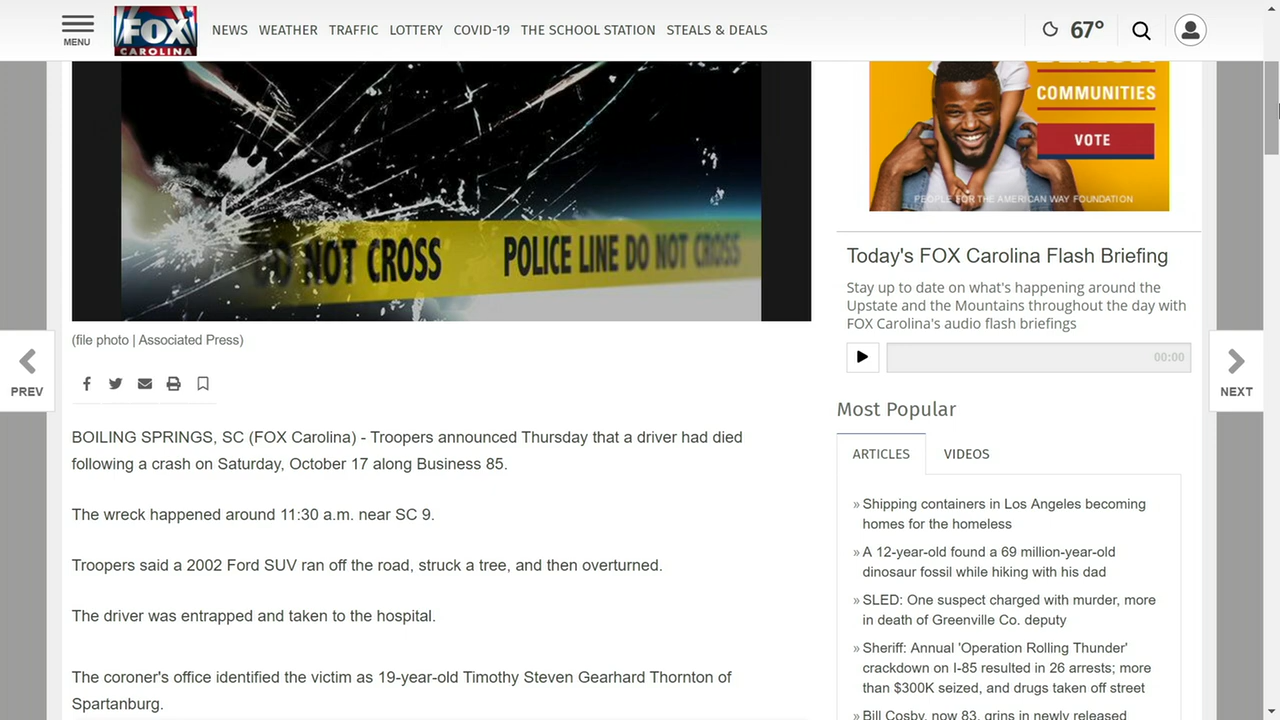 MENU
FOX
CAROLINA
NEWS WEATHER TRAFFIC LOTTERY COVID-19 THE SCHOOL STATION STEALS & DEALS
67°
COMMUNITIES
VOTE
PEOPLE FOR THE AMERICAN WAY FOUNDATION
DO NOT CROSS POLICE LINE DO NOT CROSS
(file photo | Associated Press)
PREV
BOILING SPRINGS, SC (FOX Carolina) - Troopers announced Thursday that a driver had died
following a crash on Saturday, October 17 along Business 85.
The wreck happened around 11:30 a.m. near SC 9.
Troopers said a 2002 Ford SUV ran off the road, struck a tree, and then overturned.
The driver was entrapped and taken to the hospital.
The coroner's office identified the victim as 19-year-old Timothy Steven Gearhard Thornton of
Spartanburg.
Today's FOX Carolina Flash Briefing
Stay up to date on what's happening around the
Upstate and the Mountains throughout the day with
FOX Carolina's audio flash briefings
00:00
NEXT
Most Popular
ARTICLES VIDEOS
» Shipping containers in Los Angeles becoming
homes for the homeless
» A 12-year-old found a 69 million-year-old
dinosaur fossil while hiking with his dad
» SLED: One suspect charged with murder, more
in death of Greenville Co. deputy
» Sheriff: Annual 'Operation Rolling Thunder'
crackdown on I-85 resulted in 26 arrests; more
than $300K seized, and drugs taken off street
» Bill Cosby, now 83, grins in newly released